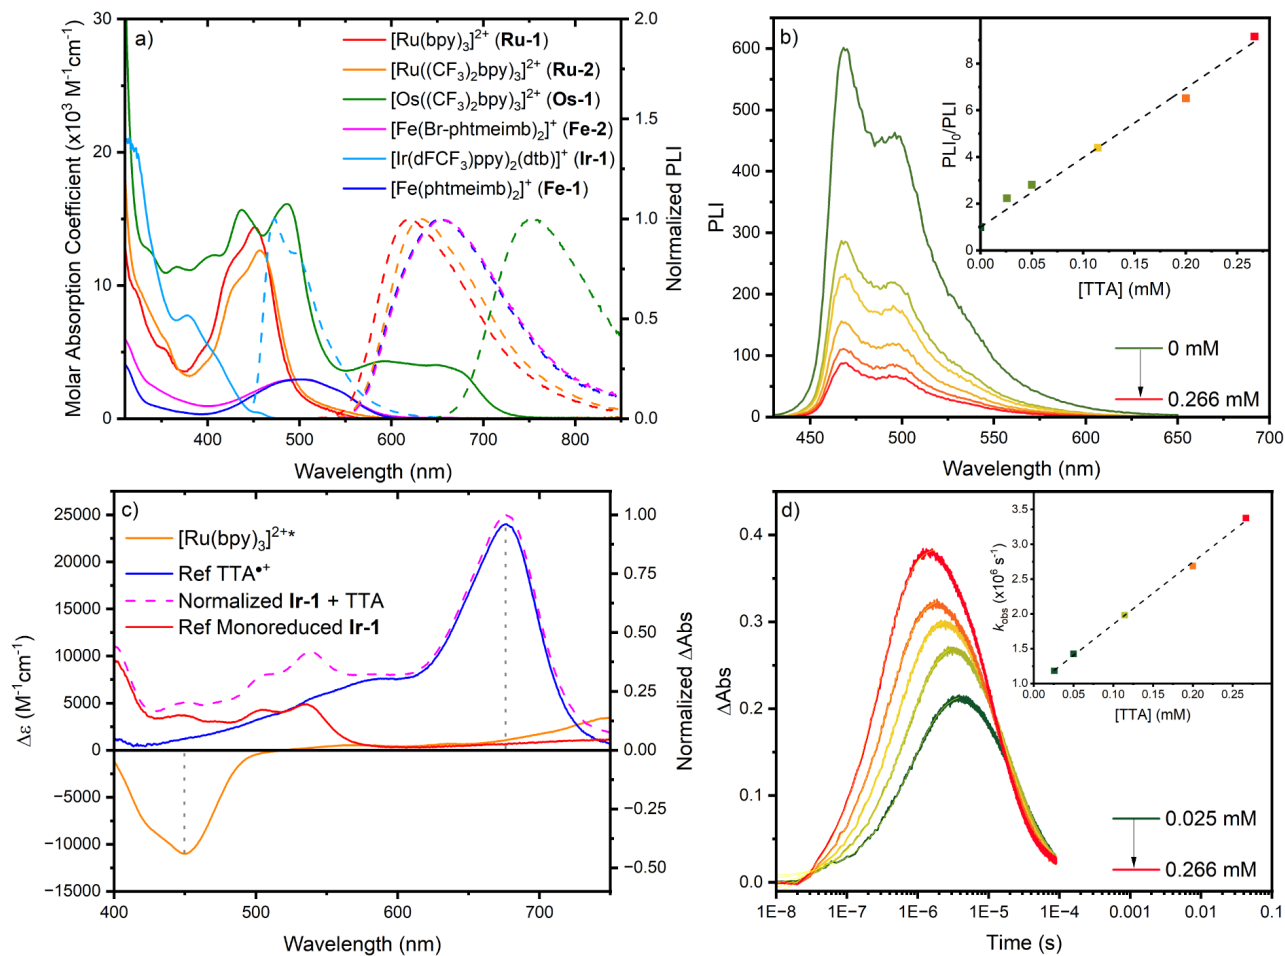 a)
[Ru(bpy)₃]²⁺ (Ru-1)
[Ru((CF₃)₂bpy)₃]²⁺ (Ru-2)
[Os((CF₃)₂bpy)₃]²⁺ (Os-1)
[Fe(Br-phtmeimb)₂]⁺ (Fe-2)
[Ir(dFCF₃)ppy)₂(dtb)]⁺ (Ir-1)
[Fe(phtmeimb)₂]⁺ (Fe-1)
Molar Absorption Coefficient (x10³ M⁻¹cm⁻¹)
30
20
10
0
Normalized PLI
2.0
1.5
1.0
0.5
0.0
400 500 600 700 800
Wavelength (nm)
b)
PLI
600
500
400
300
200
100
0
450 500 550 600 650 700
Wavelength (nm)
0 mM
0.266 mM
PLI₀/PLI
8
6
4
2
0
0.00 0.05 0.10 0.15 0.20 0.25
[TTA] (mM)
c)
[Ru(bpy)₃]²⁺*
Ref TTA•⁺
Normalized Ir-1 + TTA
Ref Monoreduced Ir-1
Δε (M⁻¹cm⁻¹)
25000
20000
15000
10000
5000
0
−5000
−10000
−15000
Normalized ΔAbs
1.00
0.75
0.50
0.25
0.00
−0.25
−0.50
400 500 600 700
Wavelength (nm)
d)
ΔAbs
0.4
0.3
0.2
0.1
0.0
1E-8 1E-7 1E-6 1E-5 1E-4 0.001 0.01 0.1
Time (s)
0.025 mM
0.266 mM
k_obs (x10⁶ s⁻¹)
3.5
3.0
2.5
2.0
1.5
1.0
0.00 0.05 0.10 0.15 0.20 0.25
[TTA] (mM)